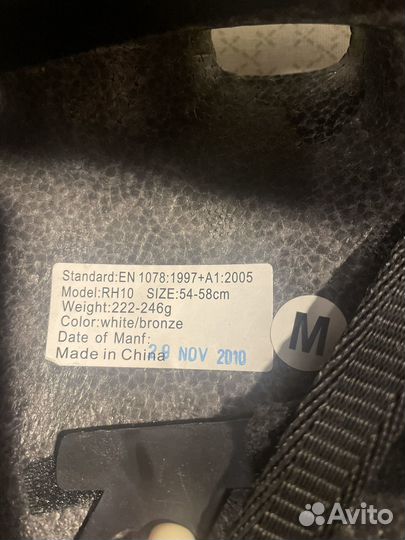 Standard:EN 1078:1997+A1:2005
Model:RH10 SIZE:54-58cm
Weight:222-246g
Color:white/bronze
Date of Manf:
Made in China 29 NOV 2010
M
Avito